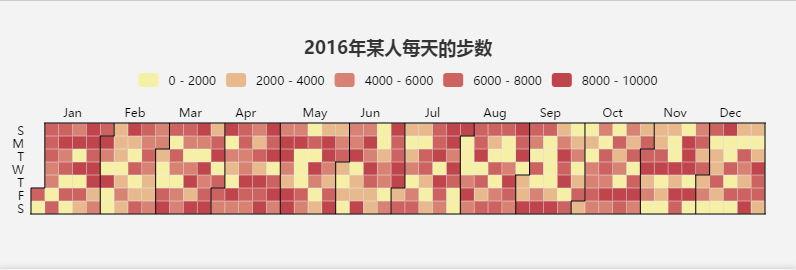 2016年某人每天的步数
0 - 2000 2000 - 4000 4000 - 6000 6000 - 8000 8000 - 10000
Jan Feb Mar Apr May Jun Jul Aug Sep Oct Nov Dec
S
M
T
W
T
F
S